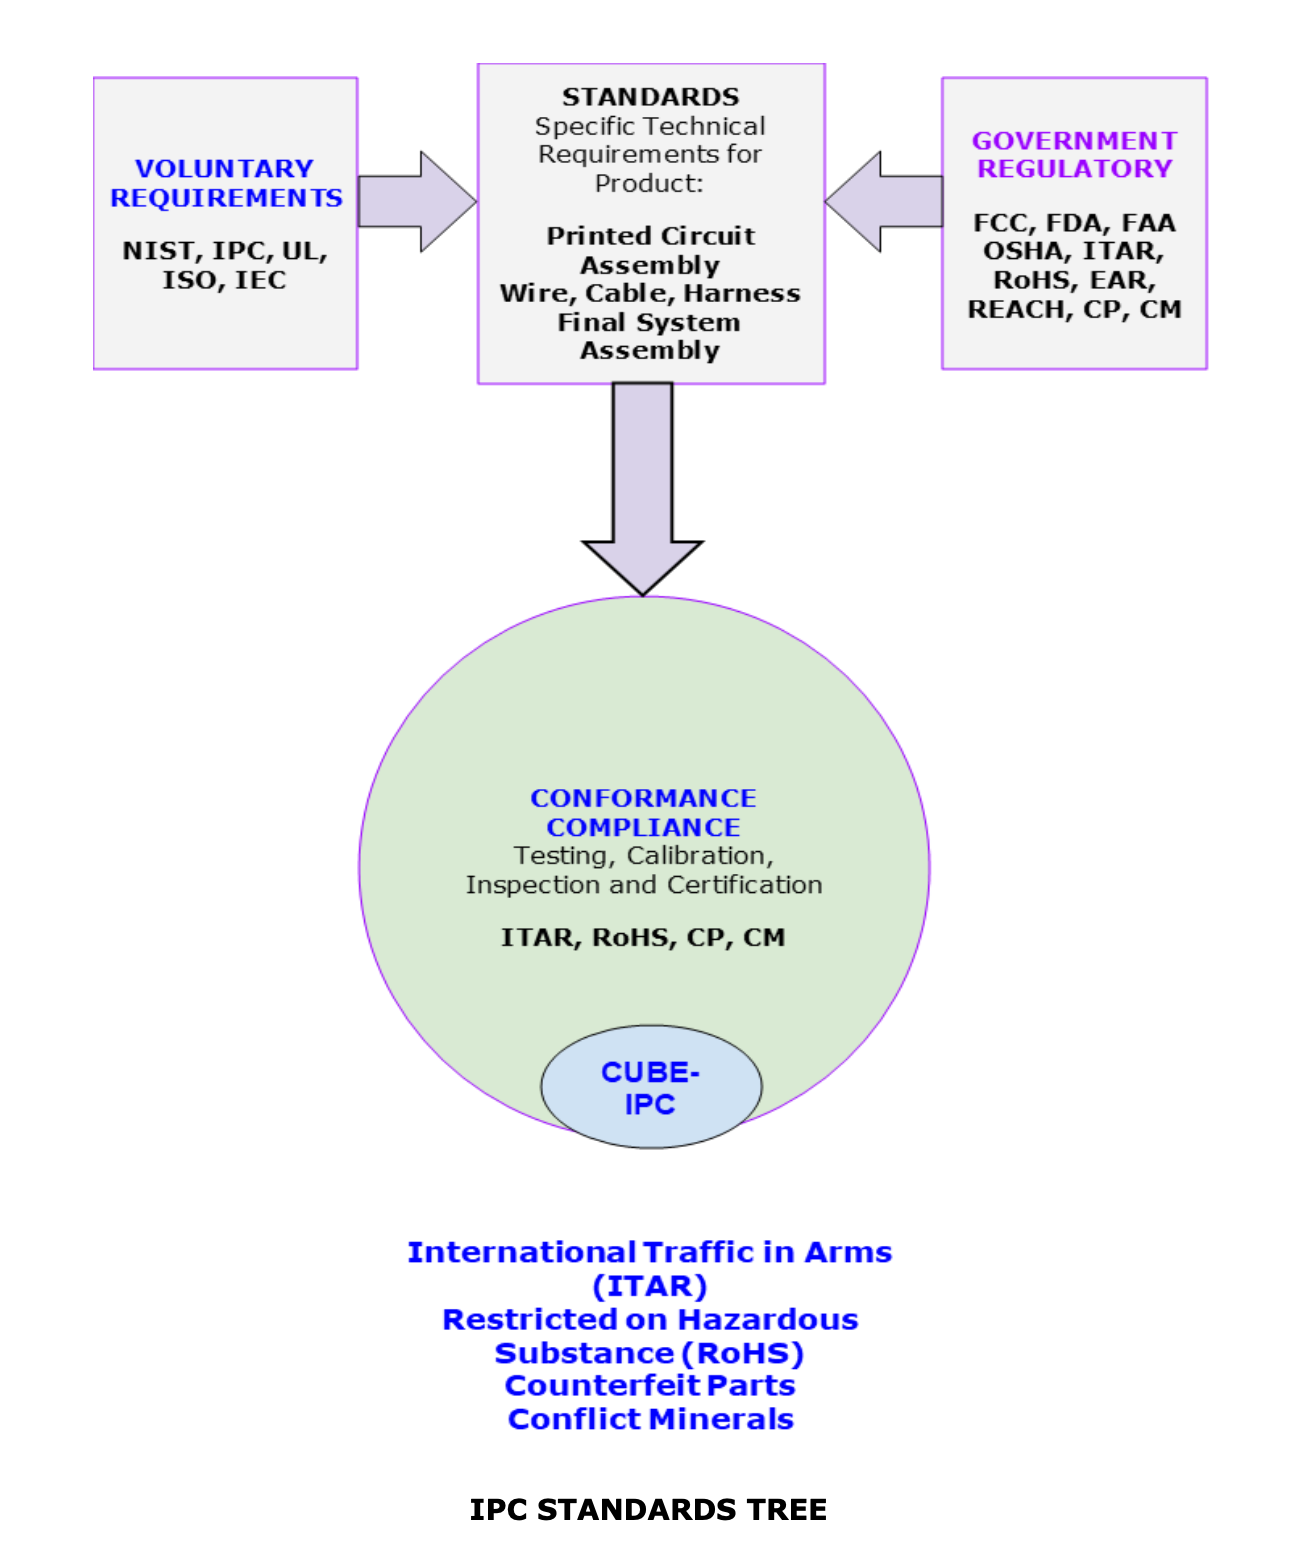 VOLUNTARY
REQUIREMENTS
NIST, IPC, UL,
ISO, IEC
STANDARDS
Specific Technical
Requirements for
Product:
Printed Circuit
Assembly
Wire, Cable, Harness
Final System
Assembly
GOVERNMENT
REGULATORY
FCC, FDA, FAA
OSHA, ITAR,
RoHS, EAR,
REACH, CP, CM
CONFORMANCE
COMPLIANCE
Testing, Calibration,
Inspection and Certification
ITAR, RoHS, CP, CM
CUBE-
IPC
International Traffic in Arms
(ITAR)
Restricted on Hazardous
Substance (RoHS)
Counterfeit Parts
Conflict Minerals
IPC STANDARDS TREE